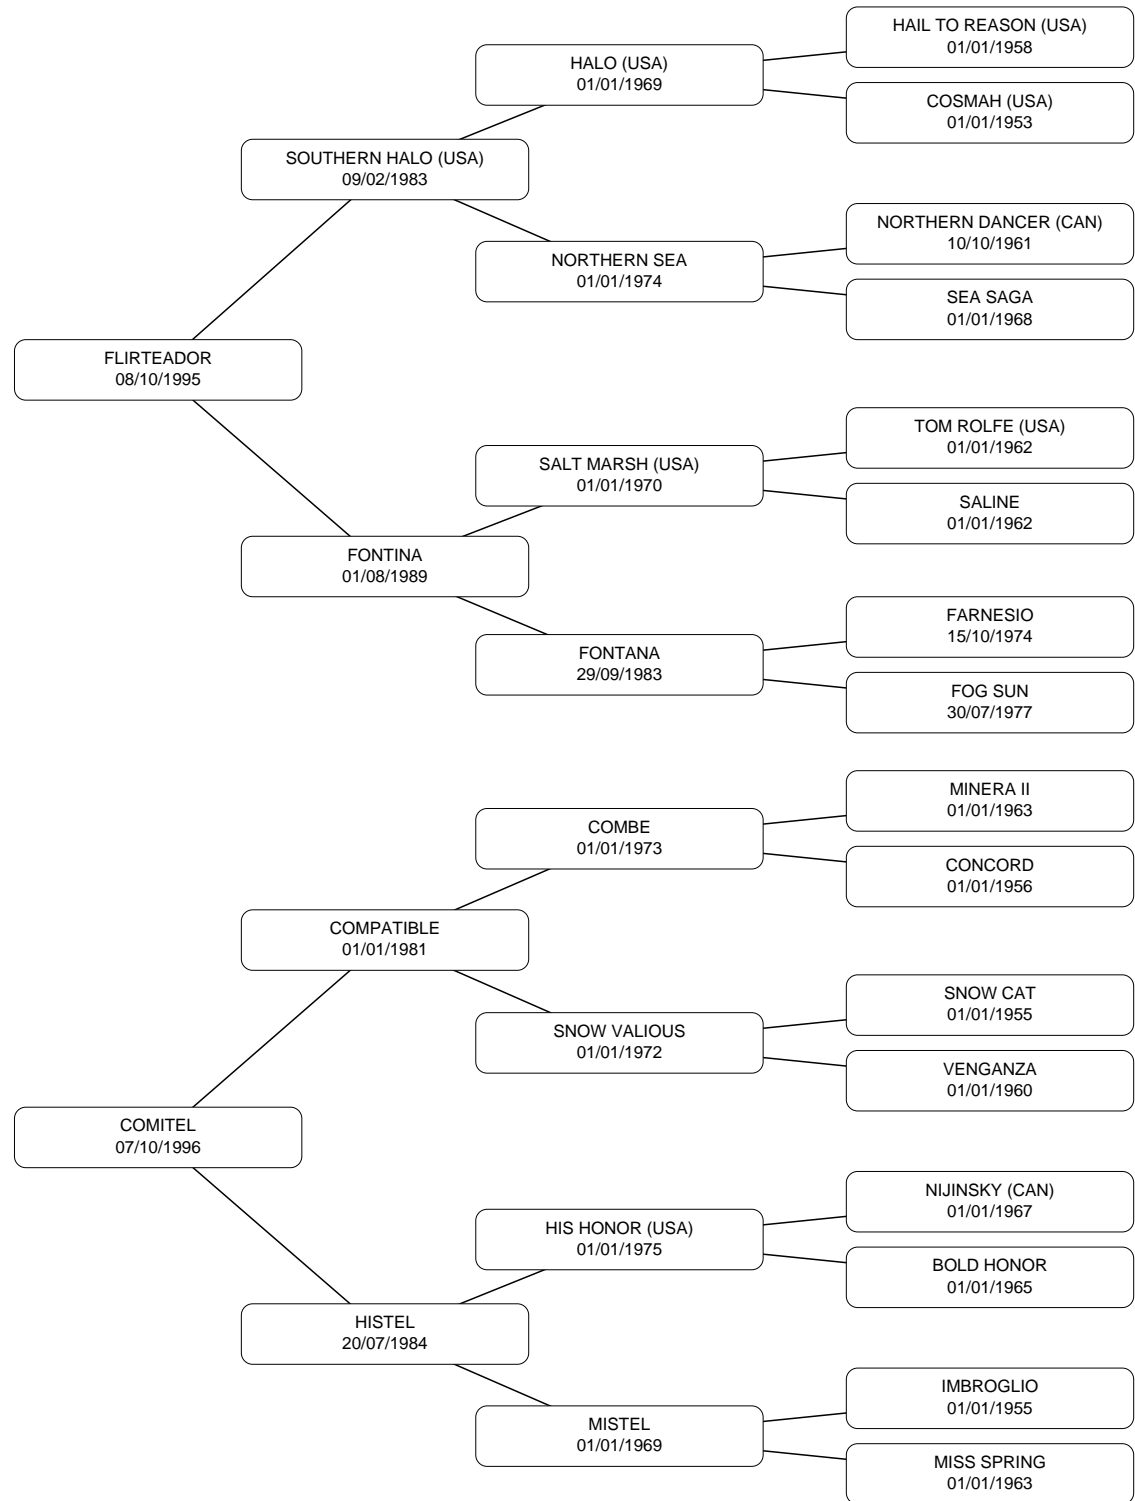 HAIL TO REASON (USA)
01/01/1958
HALO (USA)
01/01/1969
COSMAH (USA)
01/01/1953
SOUTHERN HALO (USA)
09/02/1983
NORTHERN DANCER (CAN)
10/10/1961
NORTHERN SEA
01/01/1974
SEA SAGA
01/01/1968
FLIRTEADOR
08/10/1995
TOM ROLFE (USA)
01/01/1962
SALT MARSH (USA)
01/01/1970
SALINE
01/01/1962
FONTINA
01/08/1989
FARNESIO
15/10/1974
FONTANA
29/09/1983
FOG SUN
30/07/1977
MINERA II
01/01/1963
COMBE
01/01/1973
CONCORD
01/01/1956
COMPATIBLE
01/01/1981
SNOW CAT
01/01/1955
SNOW VALIOUS
01/01/1972
VENGANZA
01/01/1960
COMITEL
07/10/1996
NIJINSKY (CAN)
01/01/1967
HIS HONOR (USA)
01/01/1975
BOLD HONOR
01/01/1965
HISTEL
20/07/1984
IMBROGLIO
01/01/1955
MISTEL
01/01/1969
MISS SPRING
01/01/1963